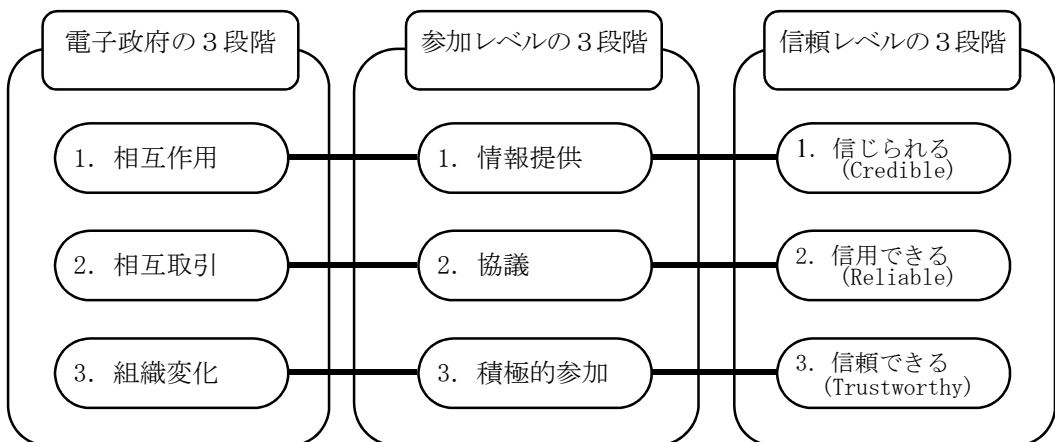 電子政府の３段階
参加レベルの３段階
信頼レベルの３段階
1. 相互作用
1. 情報提供
1. 信じられる
(Credible)
2. 相互取引
2. 協議
2. 信用できる
(Reliable)
3. 組織変化
3. 積極的参加
3. 信頼できる
(Trustworthy)